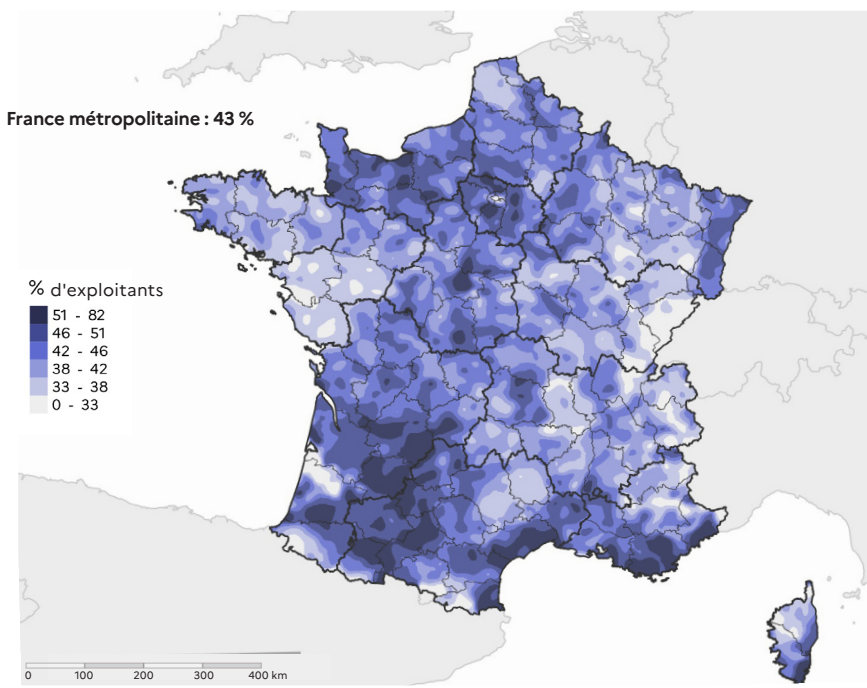 France métropolitaine : 43 %
% d'exploitants
51 - 82
46 - 51
42 - 46
38 - 42
33 - 38
0 - 33
0 100 200 300 400 km